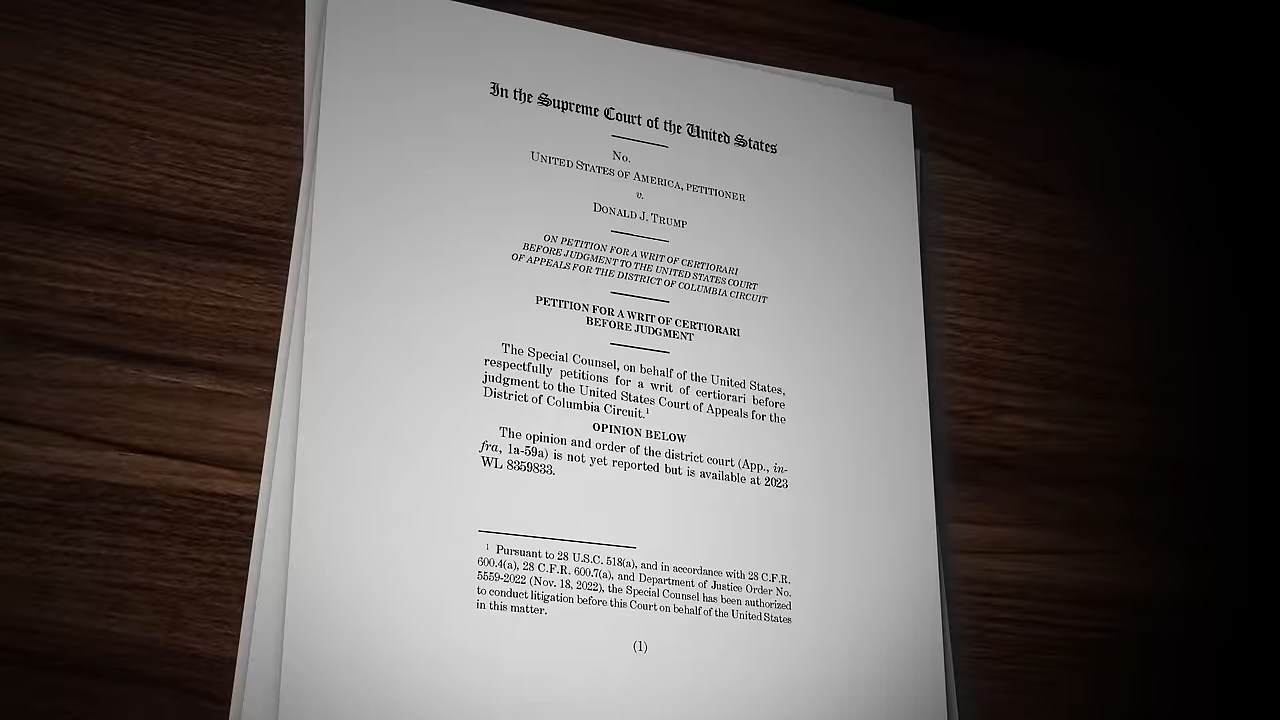 In the Supreme Court of the United States
No.
UNITED STATES OF AMERICA, PETITIONER
v.
DONALD J. TRUMP
ON PETITION FOR A WRIT OF CERTIORARI
BEFORE JUDGMENT TO THE UNITED STATES COURT
OF APPEALS FOR THE DISTRICT OF COLUMBIA CIRCUIT
PETITION FOR A WRIT OF CERTIORARI
BEFORE JUDGMENT
The Special Counsel, on behalf of the United States,
respectfully petitions for a writ of certiorari before
judgment to the United States Court of Appeals for the
District of Columbia Circuit.¹
OPINION BELOW
The opinion and order of the district court (App., in-
fra, 1a-59a) is not yet reported but is available at 2023
WL 8359833.
¹ Pursuant to 28 U.S.C. 518(a), and in accordance with 28 C.F.R.
600.4(a), 28 C.F.R. 600.7(a), and Department of Justice Order No.
5559-2022 (Nov. 18, 2022), the Special Counsel has been authorized
to conduct litigation before this Court on behalf of the United States
in this matter.
(1)